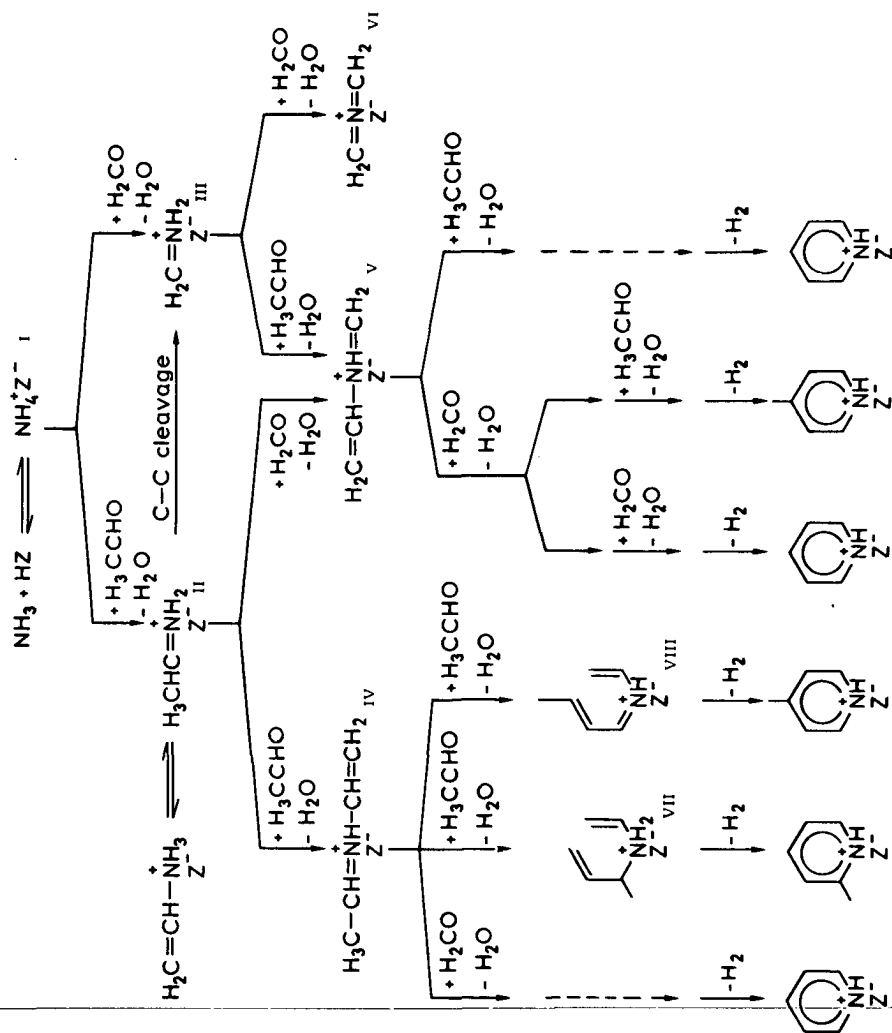 NH3 + HZ ⇌ NH4+Z− I
+ H3CCHO
− H2O
+ H2CO
− H2O
H2C=CH−NH3+ Z− ⇌ H3CHC=NH2+ Z− II
C−C cleavage
H2C=NH2+ Z− III
+ H3CCHO
− H2O
+ H2CO
− H2O
+ H3CCHO
− H2O
+ H2CO
− H2O
H3C−CH=NH+−CH=CH2 Z− IV
H2C=CH−NH+=CH2 Z− V
H2C=N+=CH2 Z− VI
+ H2CO
− H2O
+ H3CCHO
− H2O
+ H3CCHO
− H2O
+ H2CO
− H2O
+ H3CCHO
− H2O
NH2+ Z− VII
NH+ Z− VIII
+ H2CO
− H2O
+ H3CCHO
− H2O
−H2
−H2
−H2
−H2
−H2
−H2
NH+ Z−
NH+ Z−
NH+ Z−
NH+ Z−
NH+ Z−
NH+ Z−